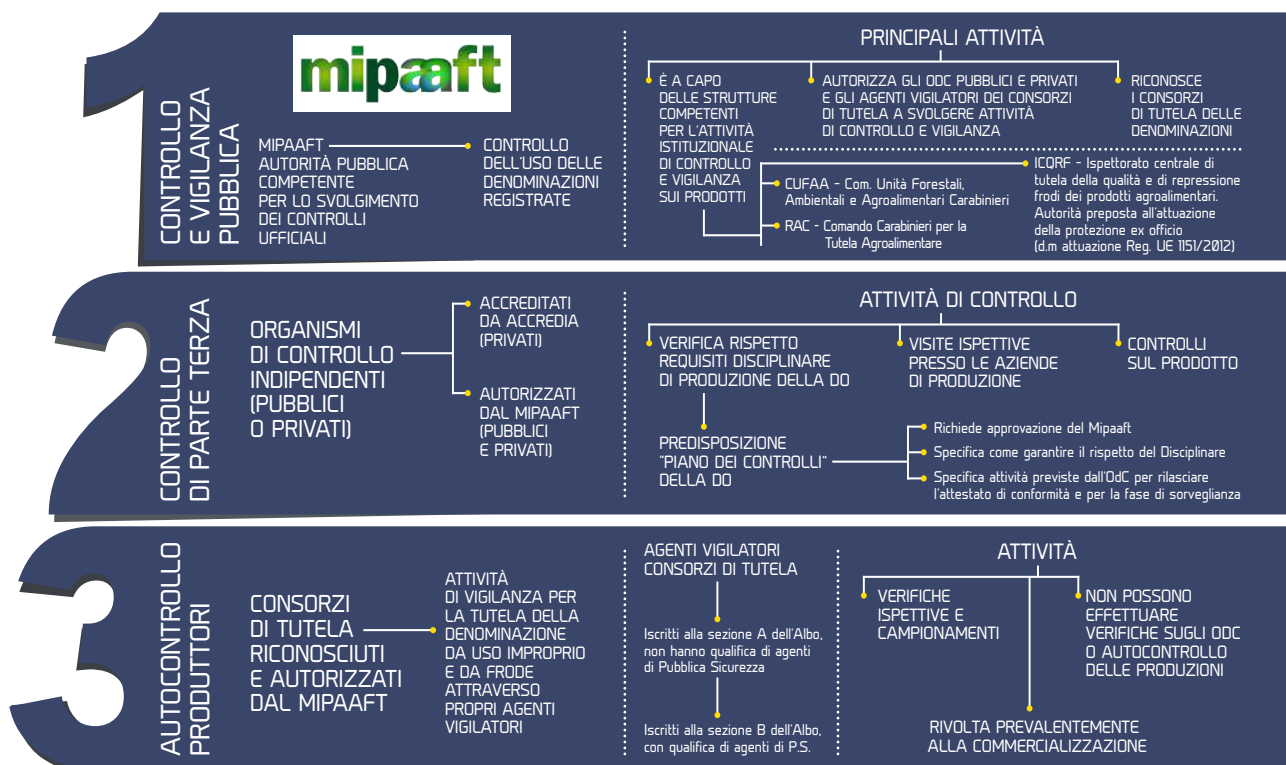 1
CONTROLLO
E VIGILANZA
PUBBLICA
mipaaft
MIPAAFT
AUTORITÀ PUBBLICA
COMPETENTE
PER LO SVOLGIMENTO
DEI CONTROLLI
UFFICIALI
CONTROLLO
DELL'USO DELLE
DENOMINAZIONI
REGISTRATE
PRINCIPALI ATTIVITÀ
È A CAPO
DELLE STRUTTURE
COMPETENTI
PER L'ATTIVITÀ
ISTITUZIONALE
DI CONTROLLO
E VIGILANZA
SUI PRODOTTI
AUTORIZZA GLI ODC PUBBLICI E PRIVATI
E GLI AGENTI VIGILATORI DEI CONSORZI
DI TUTELA A SVOLGERE ATTIVITÀ
DI CONTROLLO E VIGILANZA
RICONOSCE
I CONSORZI
DI TUTELA DELLE
DENOMINAZIONI
CUFAA - Com. Unità Forestali,
Ambientali e Agroalimentari Carabinieri
RAC - Comando Carabinieri per la
Tutela Agroalimentare
ICQRF - Ispettorato centrale di
tutela della qualità e di repressione
frodi dei prodotti agroalimentari.
Autorità preposta all'attuazione
della protezione ex officio
(d.m attuazione Reg. UE 1151/2012)
2
CONTROLLO
DI PARTE TERZA
ORGANISMI
DI CONTROLLO
INDIPENDENTI
(PUBBLICI
O PRIVATI)
ACCREDITATI
DA ACCREDIA
(PRIVATI)
AUTORIZZATI
DAL MIPAAFT
(PUBBLICI
E PRIVATI)
ATTIVITÀ DI CONTROLLO
VERIFICA RISPETTO
REQUISITI DISCIPLINARE
DI PRODUZIONE DELLA DO
VISITE ISPETTIVE
PRESSO LE AZIENDE
DI PRODUZIONE
CONTROLLI
SUL PRODOTTO
PREDISPOSIZIONE
"PIANO DEI CONTROLLI"
DELLA DO
Richiede approvazione del Mipaaft
Specifica come garantire il rispetto del Disciplinare
Specifica attività previste dall'OdC per rilasciare
l'attestato di conformità e per la fase di sorveglianza
3
AUTOCONTROLLO
PRODUTTORI
CONSORZI
DI TUTELA
RICONOSCIUTI
E AUTORIZZATI
DAL MIPAAFT
ATTIVITÀ
DI VIGILANZA PER
LA TUTELA DELLA
DENOMINAZIONE
DA USO IMPROPRIO
E DA FRODE
ATTRAVERSO
PROPRI AGENTI
VIGILATORI
AGENTI VIGILATORI
CONSORZI DI TUTELA
Iscritti alla sezione A dell'Albo,
non hanno qualifica di agenti
di Pubblica Sicurezza
Iscritti alla sezione B dell'Albo,
con qualifica di agenti di P.S.
ATTIVITÀ
VERIFICHE
ISPETTIVE E
CAMPIONAMENTI
NON POSSONO
EFFETTUARE
VERIFICHE SUGLI ODC
O AUTOCONTROLLO
DELLE PRODUZIONI
RIVOLTA PREVALENTEMENTE
ALLA COMMERCIALIZZAZIONE